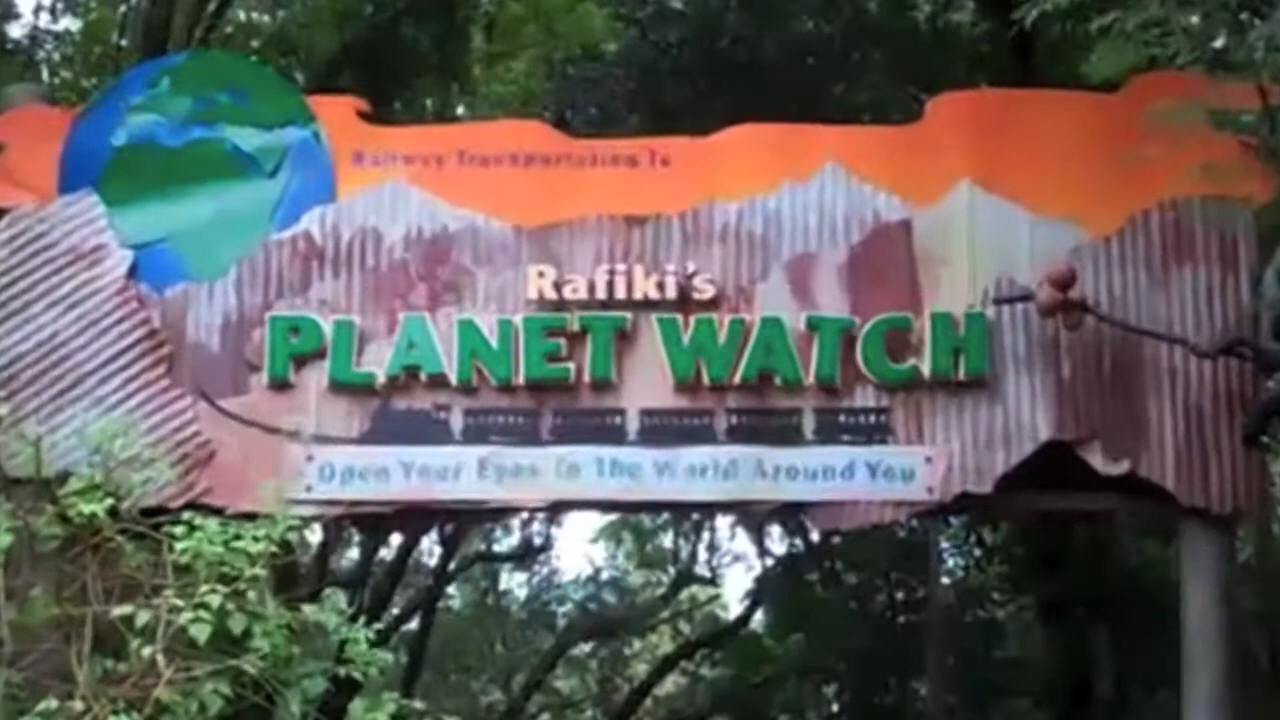 Railway Transportation To
Rafiki's
PLANET WATCH
Open Your Eyes to The World Around You